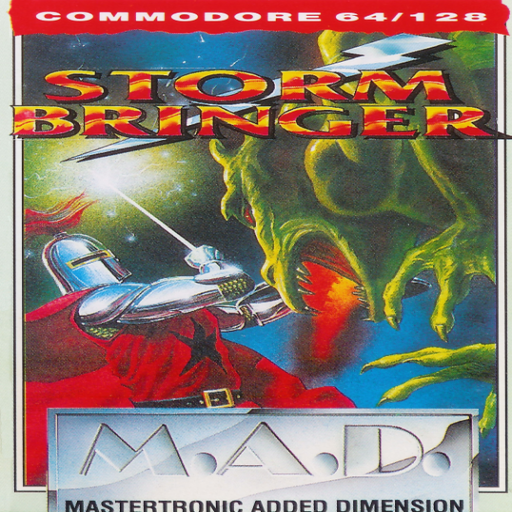 COMMODORE 64/128
STORM
BRINGER
M.A.D.
MASTERTRONIC ADDED DIMENSION